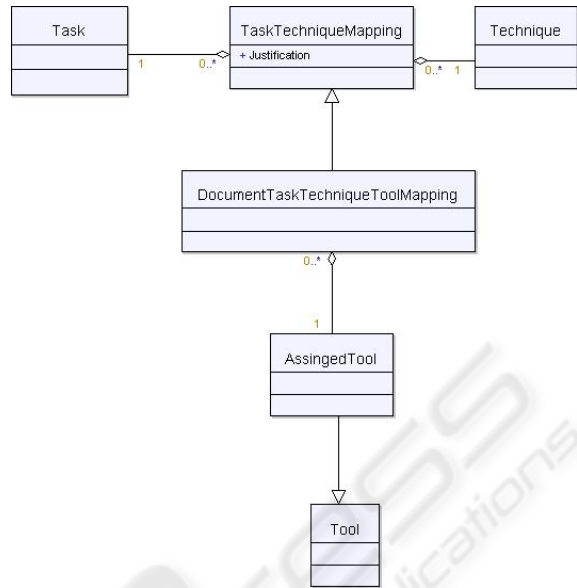 Task
TaskTechniqueMapping
Technique
+ Justification
1
0..*
0..*
1
DocumentTaskTechniqueToolMapping
0..*
1
AssingedTool
Tool